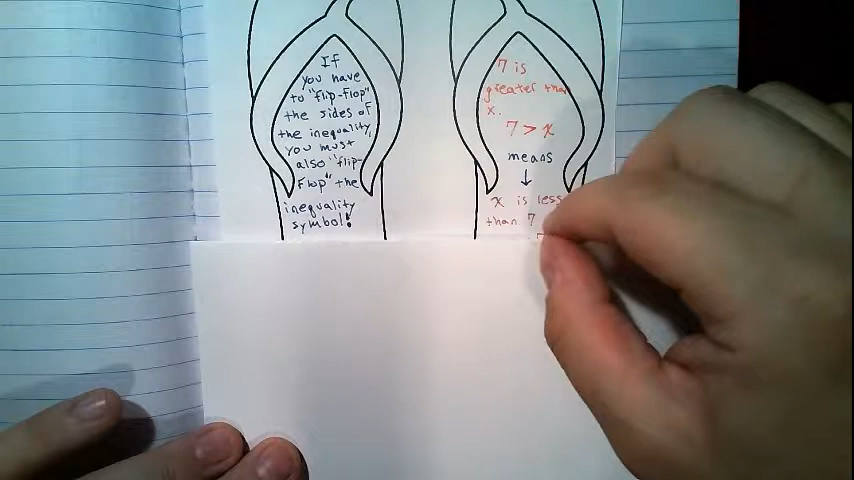 If
you have
to "flip-flop"
the sides of
the inequality,
you must
also "flip-
flop" the
inequality
symbol!
7 is
greater than
x.
7 > x
means
↓
x is less
than 7